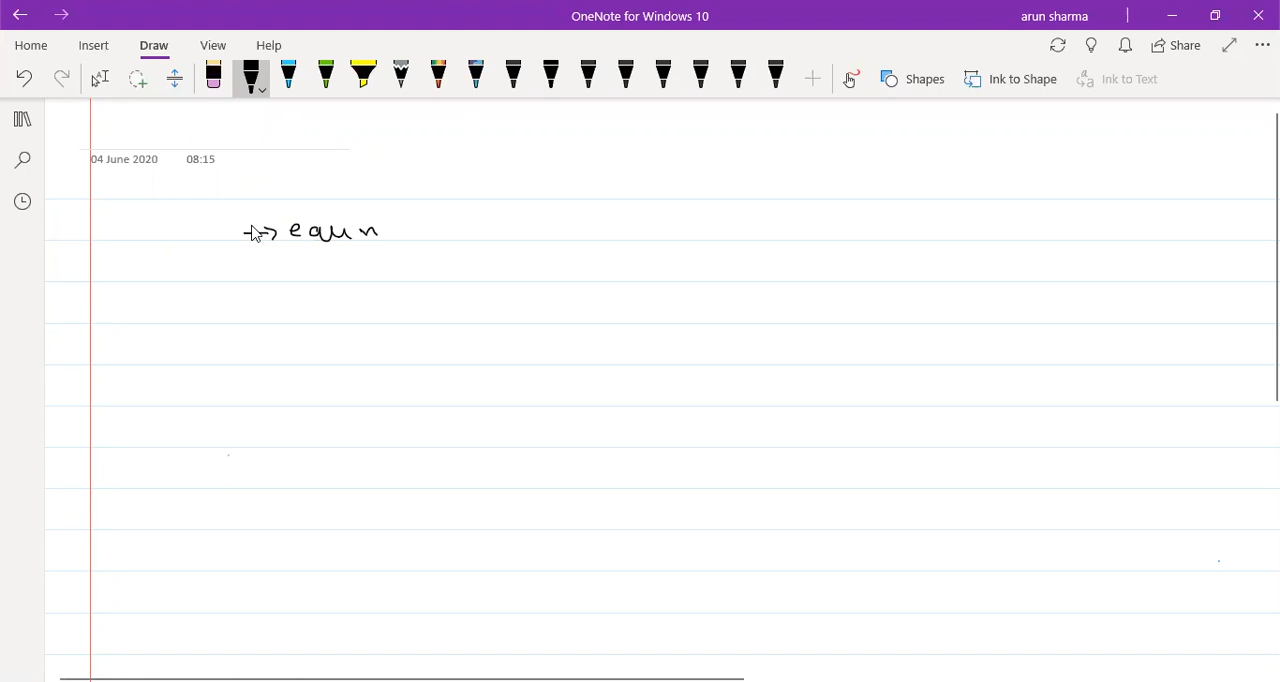 OneNote for Windows 10
arun sharma
Home Insert Draw View Help
Share
Shapes Ink to Shape Ink to Text
04 June 2020 08:15
→ equn